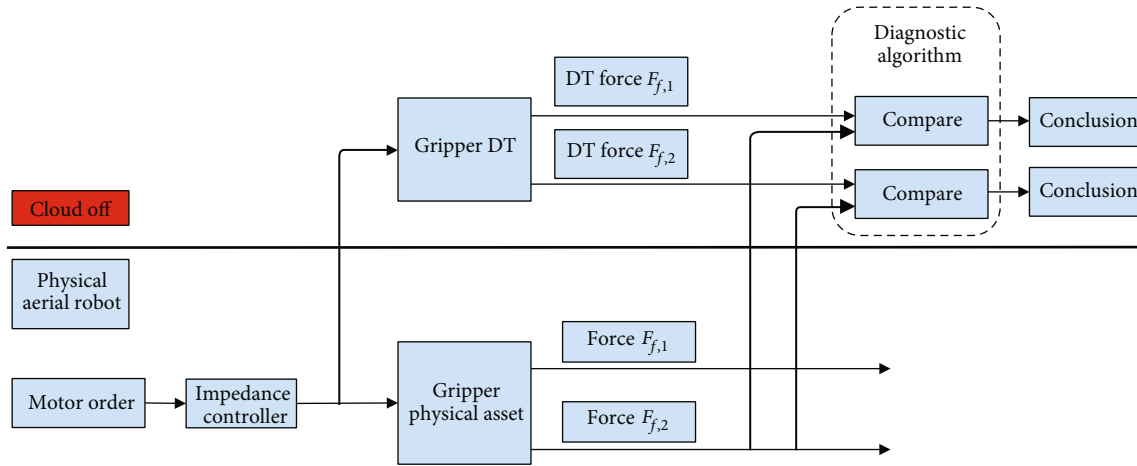 Diagnostic
algorithm
DT force F_{f,1}
Gripper DT
Compare
Conclusion
DT force F_{f,2}
Compare
Conclusion
Cloud off
Physical
aerial robot
Force F_{f,1}
Motor order
Impedance
controller
Gripper
physical asset
Force F_{f,2}